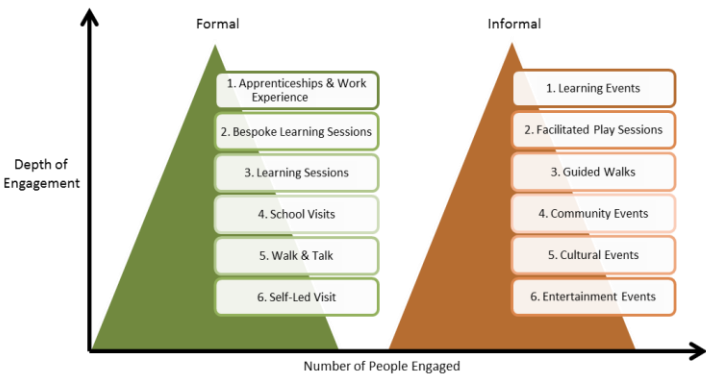 Formal
Informal
1. Apprenticeships & Work
Experience
2. Bespoke Learning Sessions
3. Learning Sessions
4. School Visits
5. Walk & Talk
6. Self-Led Visit
1. Learning Events
2. Facilitated Play Sessions
3. Guided Walks
4. Community Events
5. Cultural Events
6. Entertainment Events
Depth of
Engagement
Number of People Engaged